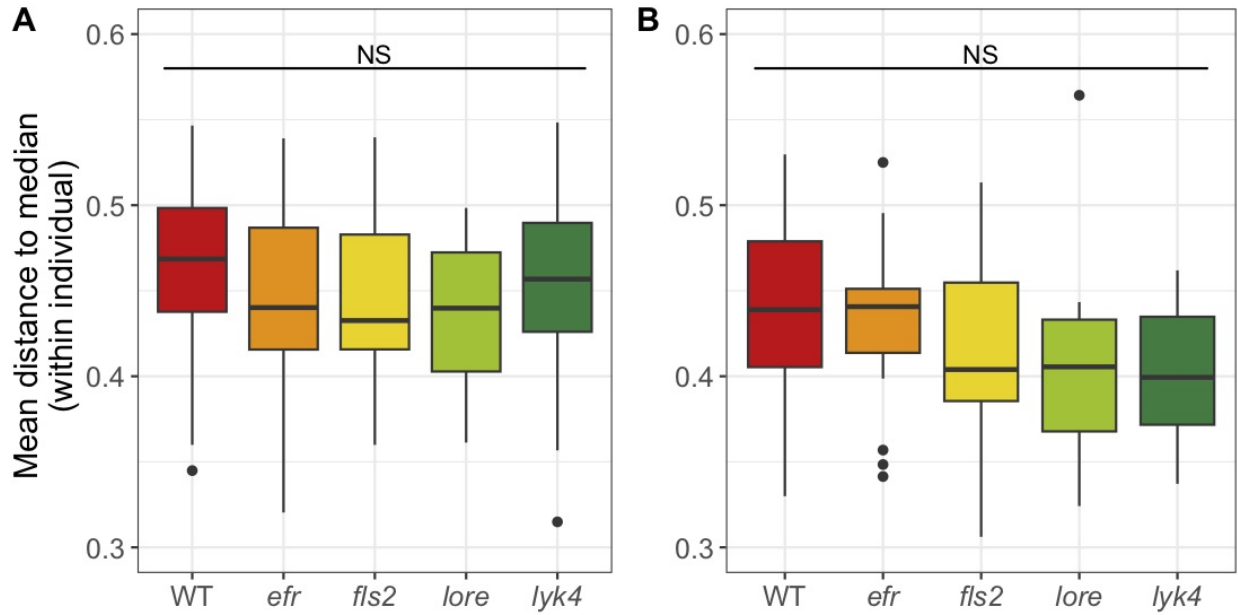 A
B
Mean distance to median
(within individual)
0.6
0.5
0.4
0.3
NS
WT efr fls2 lore lyk4
0.6
0.5
0.4
0.3
NS
WT efr fls2 lore lyk4